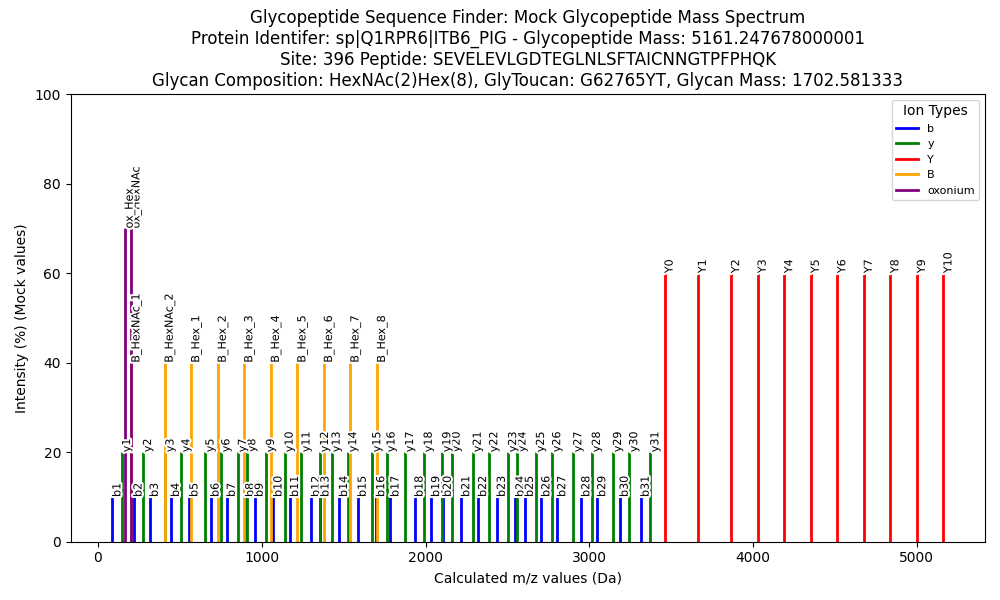 Glycopeptide Sequence Finder: Mock Glycopeptide Mass Spectrum
Protein Identifer: sp|Q1RPR6|ITB6_PIG - Glycopeptide Mass: 5161.247678000001
Site: 396 Peptide: SEVELEVLGDTEGLNLSFTAICNNGTPFPHQK
Glycan Composition: HexNAc(2)Hex(8), GlyToucan: G62765YT, Glycan Mass: 1702.581333
Intensity (%) (Mock values)
100
80
60
40
20
0
Ion Types
b
y
Y
B
oxonium
ox_Hex
ox_HexNAc
Y0
Y1
Y2
Y3
Y4
Y5
Y6
Y7
Y8
Y9
Y10
B_HexNAc_1
B_HexNAc_2
B_Hex_1
B_Hex_2
B_Hex_3
B_Hex_4
B_Hex_5
B_Hex_6
B_Hex_7
B_Hex_8
y1
y2
y3
y4
y5
y6
y7
y8
y9
y10
y11
y12
y13
y14
y15
y16
y17
y18
y19
y20
y21
y22
y23
y24
y25
y26
y27
y28
y29
y30
y31
b1
b2
b3
b4
b5
b6
b7
b8
b9
b10
b11
b12
b13
b14
b15
b16
b17
b18
b19
b20
b21
b22
b23
b24
b25
b26
b27
b28
b29
b30
b31
0
1000
2000
3000
4000
5000
Calculated m/z values (Da)